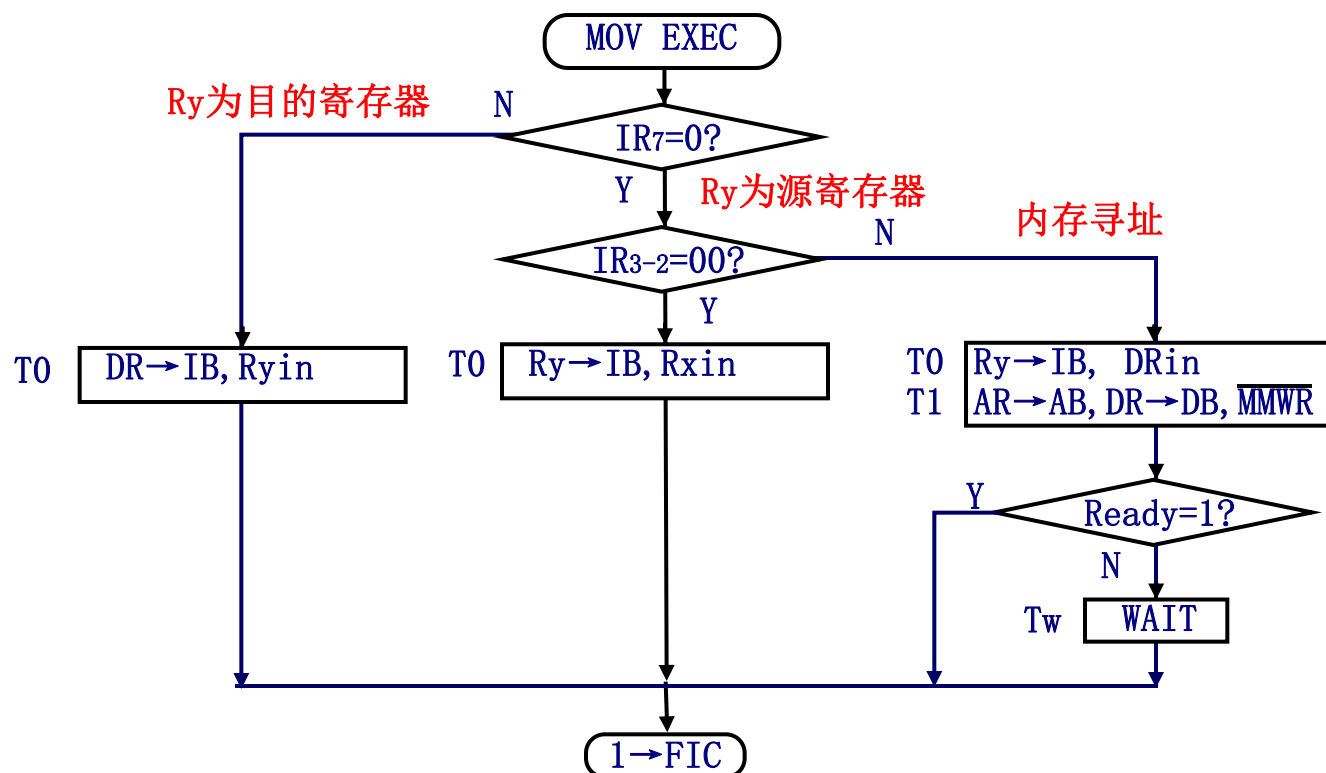 MOV EXEC
Ry为目的寄存器
N
IR7=0?
Y
Ry为源寄存器
内存寻址
N
IR3-2=00?
Y
T0
DR→IB,Ryin
T0
Ry→IB,Rxin
T0
Ry→IB, DRin
T1
AR→AB,DR→DB,MMWR
Y
Ready=1?
N
Tw
WAIT
1→FIC